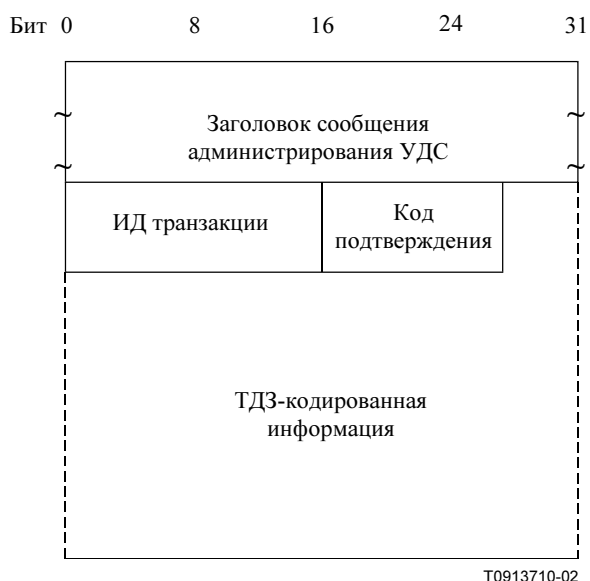 Бит 0 8 16 24 31
Заголовок сообщения
администрирования УДС
ИД транзакции
Код
подтверждения
ТДЗ-кодированная
информация
T0913710-02